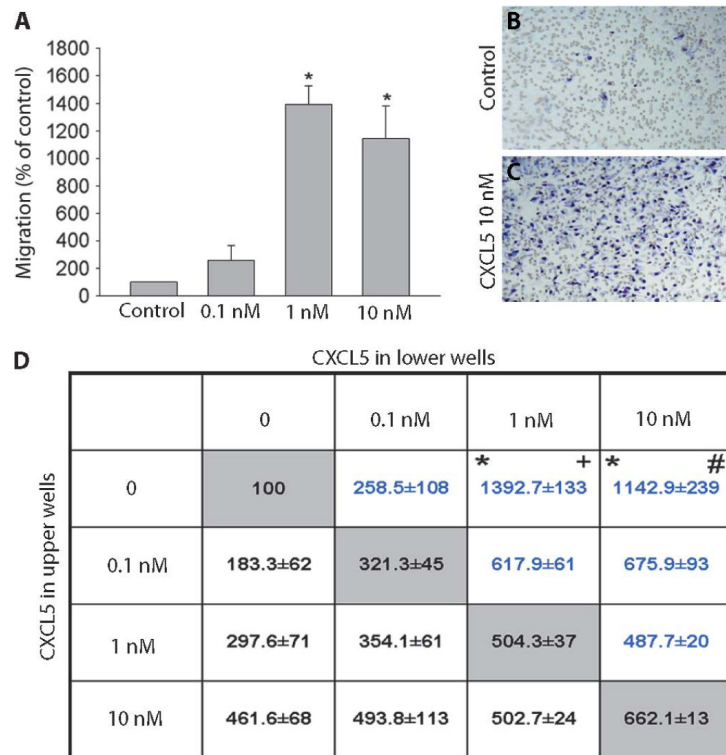 A
Migration (% of control)
1800
1600
1400
1200
1000
800
600
400
200
0
*
*
Control 0.1 nM 1 nM 10 nM
B
Control
C
CXCL5 10 nM
D
CXCL5 in lower wells
CXCL5 in upper wells
0 0.1 nM 1 nM 10 nM
* + * #
0 100 258.5±108 1392.7±133 1142.9±239
0.1 nM 183.3±62 321.3±45 617.9±61 675.9±93
1 nM 297.6±71 354.1±61 504.3±37 487.7±20
10 nM 461.6±68 493.8±113 502.7±24 662.1±13